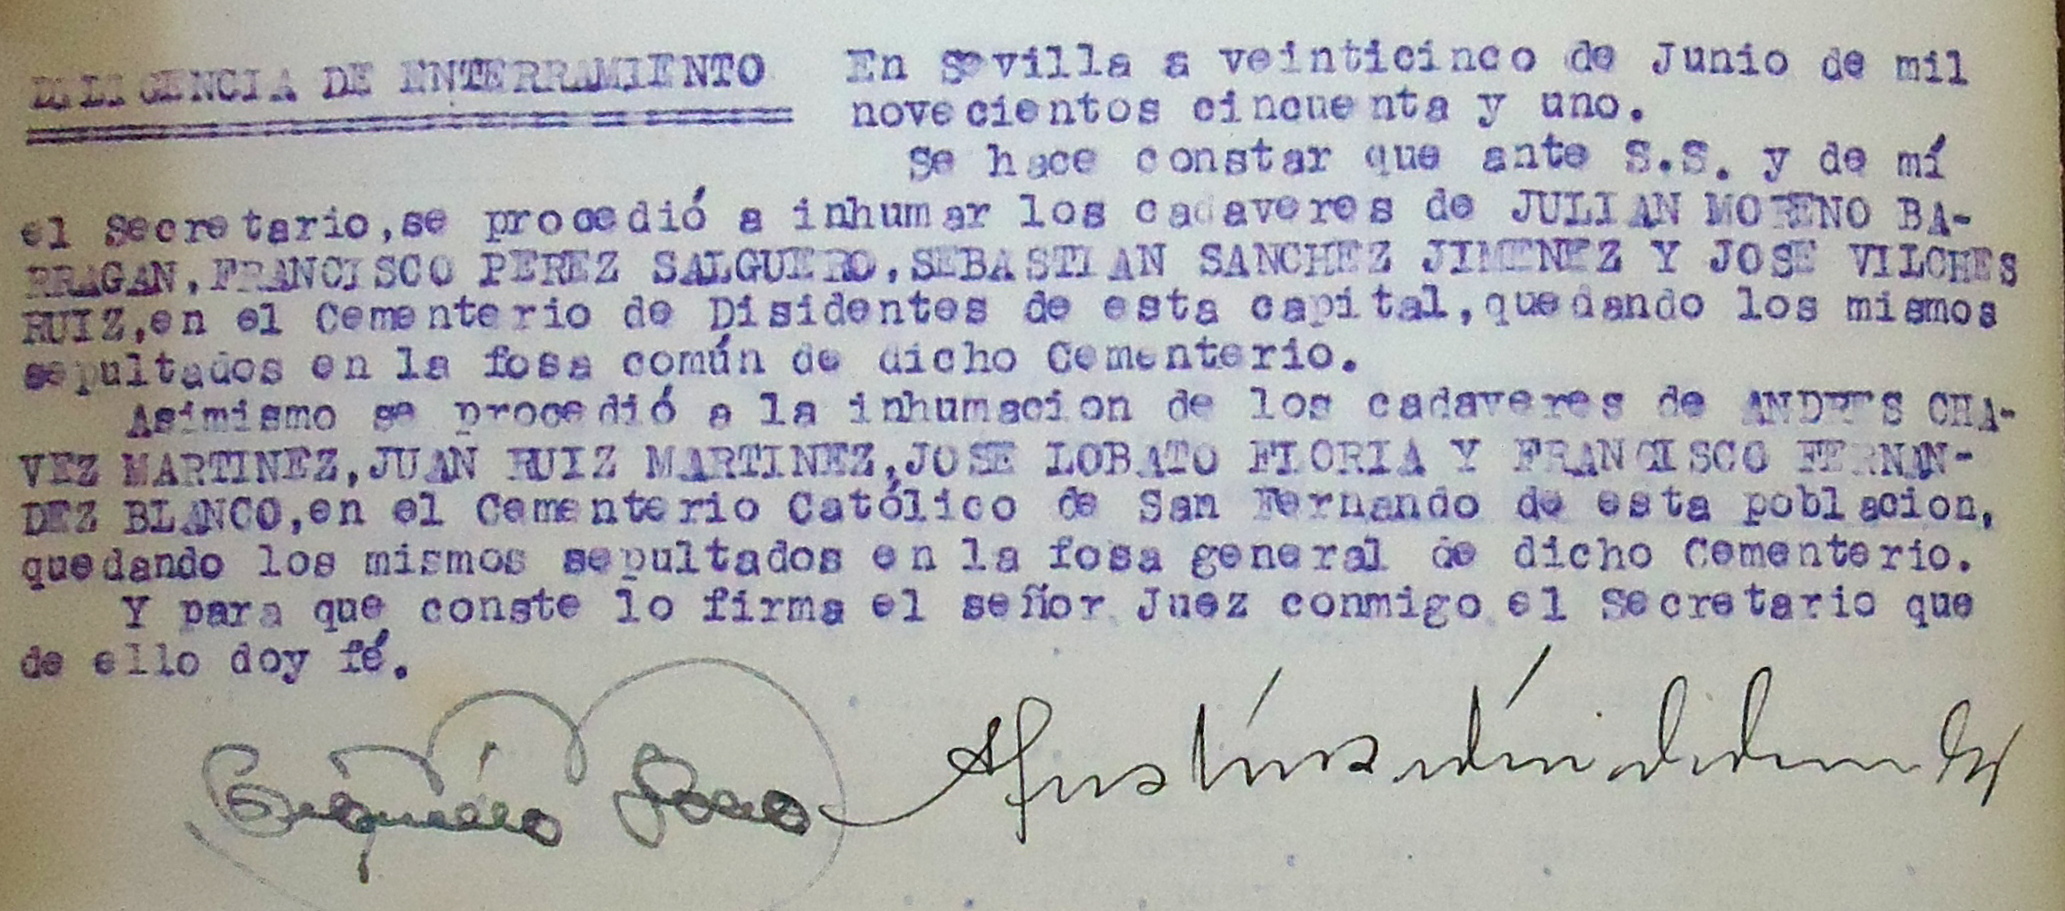 DILIGENCIA DE ENTERRAMIENTO En Sevilla a veinticinco de Junio de mil
novecientos cincuenta y uno.
Se hace constar que ante S.S. y de mí
el Secretario,se procedió a inhumar los cadaveres de JULIAN MORENO BA-
RRAGAN,FRANCISCO PEREZ SALGUERO,SEBASTIAN SANCHEZ JIMENEZ Y JOSE VILCHES
RUIZ,en el Cementerio de Disidentes de esta capital,quedando los mismos
sepultados en la fosa común de dicho Cementerio.
Asimismo se procedió a la inhumacion de los cadaveres de ANDRES CHA-
VEZ MARTINEZ,JUAN RUIZ MARTINEZ,JOSE LOBATO FLORIA Y FRANCISCO FERNAN-
DEZ BLANCO,en el Cementerio Católico de San Fernando de esta poblacion,
quedando los mismos sepultados en la fosa general de dicho Cementerio.
Y para que conste lo firma el señor Juez conmigo el Secretario que
de ello doy fé.